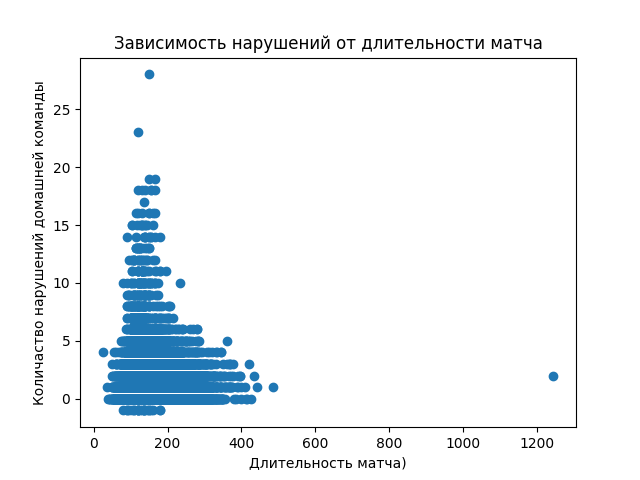 Зависимость нарушений от длительности матча
Количаство нарушений домашней команды
25
20
15
10
5
0
0 200 400 600 800 1000 1200
Длительность матча)